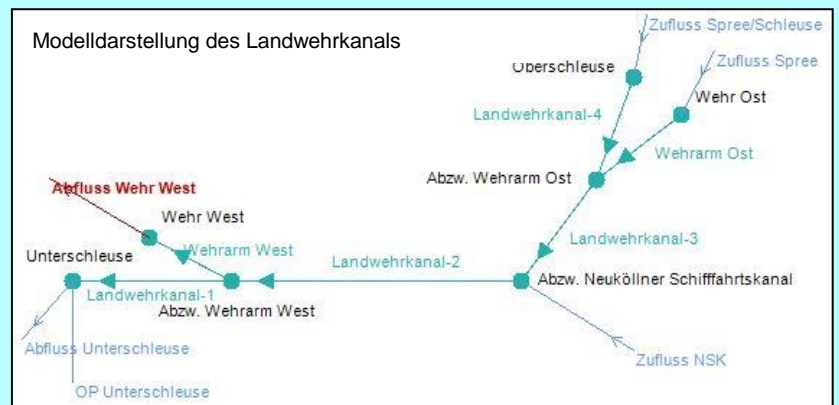 Modelldarstellung des Landwehrkanals
Zufluss Spree/Schleuse
Zufluss Spree
Oberschleuse
Wehr Ost
Landwehrkanal-4
Wehrarm Ost
Abzw. Wehrarm Ost
Abfluss Wehr West
Wehr West
Landwehrkanal-3
Unterschleuse
Wehrarm West
Landwehrkanal-2
Abzw. Neuköllner Schifffahrtskanal
Landwehrkanal-1
Abzw. Wehrarm West
Abfluss Unterschleuse
Zufluss NSK
OP Unterschleuse